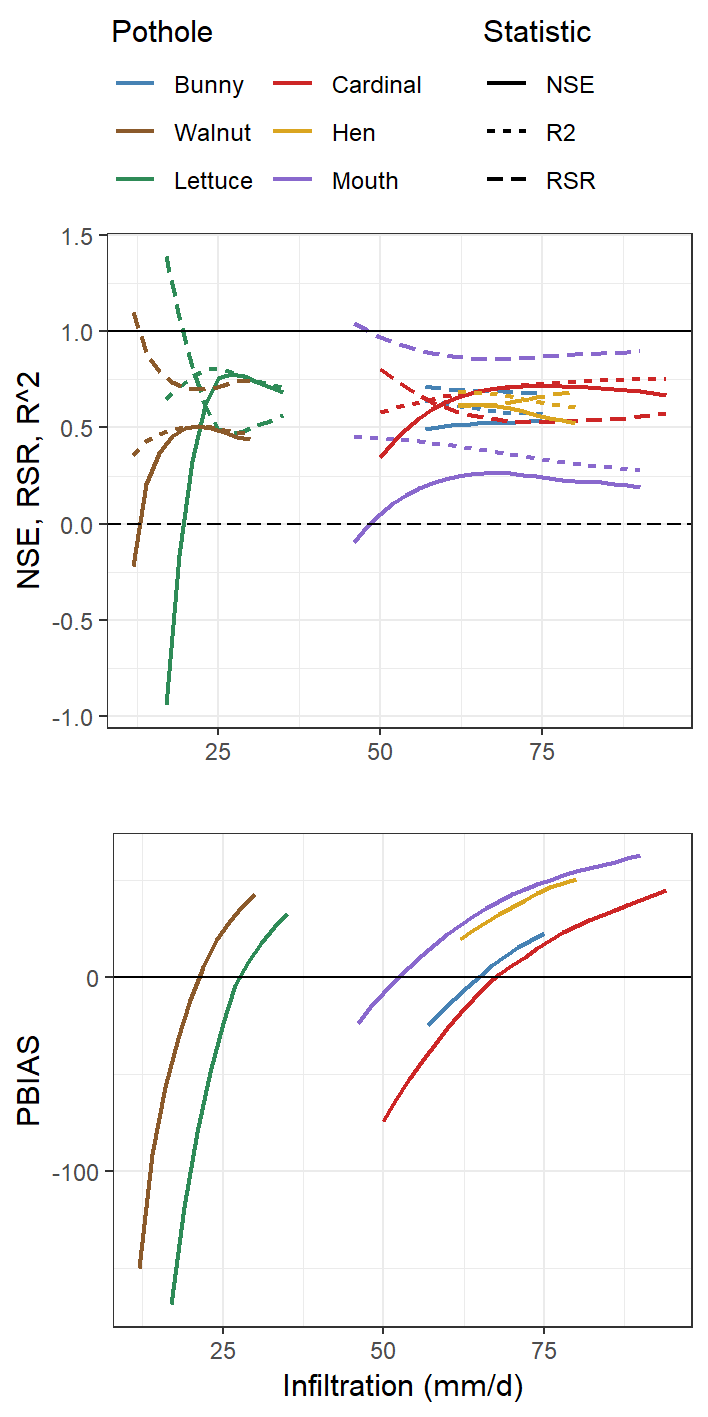 Pothole Statistic
Bunny Cardinal NSE
Walnut Hen R2
Lettuce Mouth RSR
NSE, RSR, R^2
1.5
1.0
0.5
0.0
-0.5
-1.0
25 50 75
PBIAS
0
-100
25 50 75
Infiltration (mm/d)